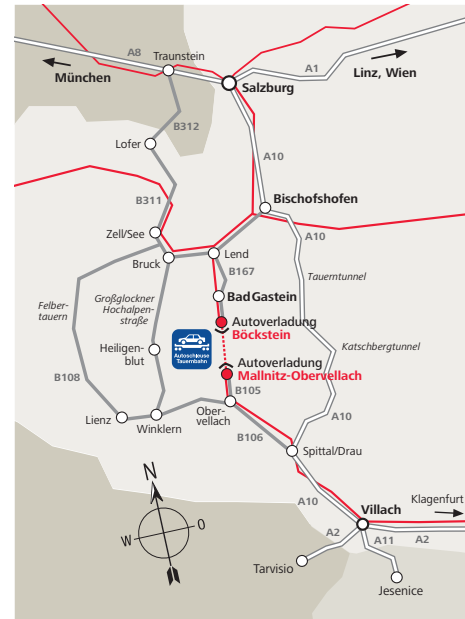 A8
Traunstein
München
A1
Linz, Wien
Salzburg
B312
Lofer
A10
B311
Bischofshofen
Zell/See
A10
Bruck
Lend
B167
Tauerntunnel
Felber-
tauern
Großglockner
Hochalpen-
straße
Bad Gastein
Autoverladung
Böckstein
Autoschleuse
Tauernbahn
Heiligen-
blut
Katschbergtunnel
Autoverladung
Mallnitz-Obervellach
B108
B105
Ober-
vellach
A10
Lienz
Winklern
B106
Spittal/Drau
N
A10
Villach
Klagenfurt
W
O
A2
A11
A2
Tarvisio
Jesenice